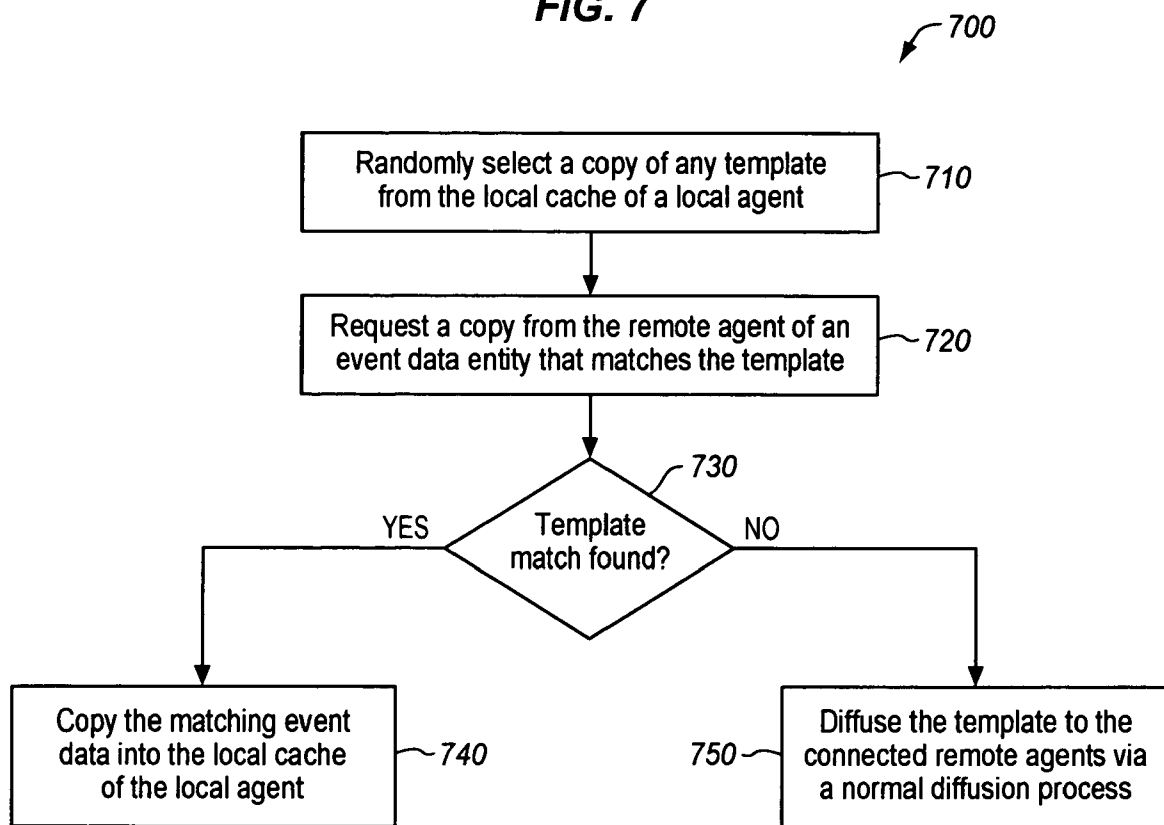 FIG. 7
700
Randomly select a copy of any template
from the local cache of a local agent
710
Request a copy from the remote agent of an
event data entity that matches the template
720
730
YES
Template
match found?
NO
Copy the matching event
data into the local cache
of the local agent
740
750
Diffuse the template to the
connected remote agents via
a normal diffusion process